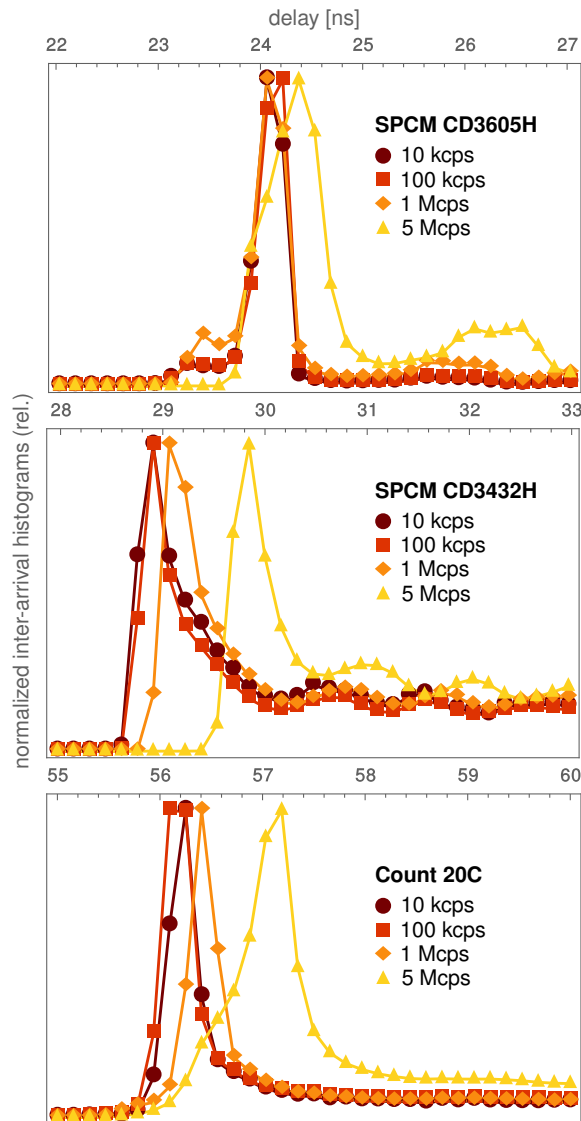 delay [ns]
22 23 24 25 26 27
SPCM CD3605H
10 kcps
100 kcps
1 Mcps
5 Mcps
28 29 30 31 32 33
normalized inter-arrival histograms (rel.)
SPCM CD3432H
10 kcps
100 kcps
1 Mcps
5 Mcps
55 56 57 58 59 60
Count 20C
10 kcps
100 kcps
1 Mcps
5 Mcps